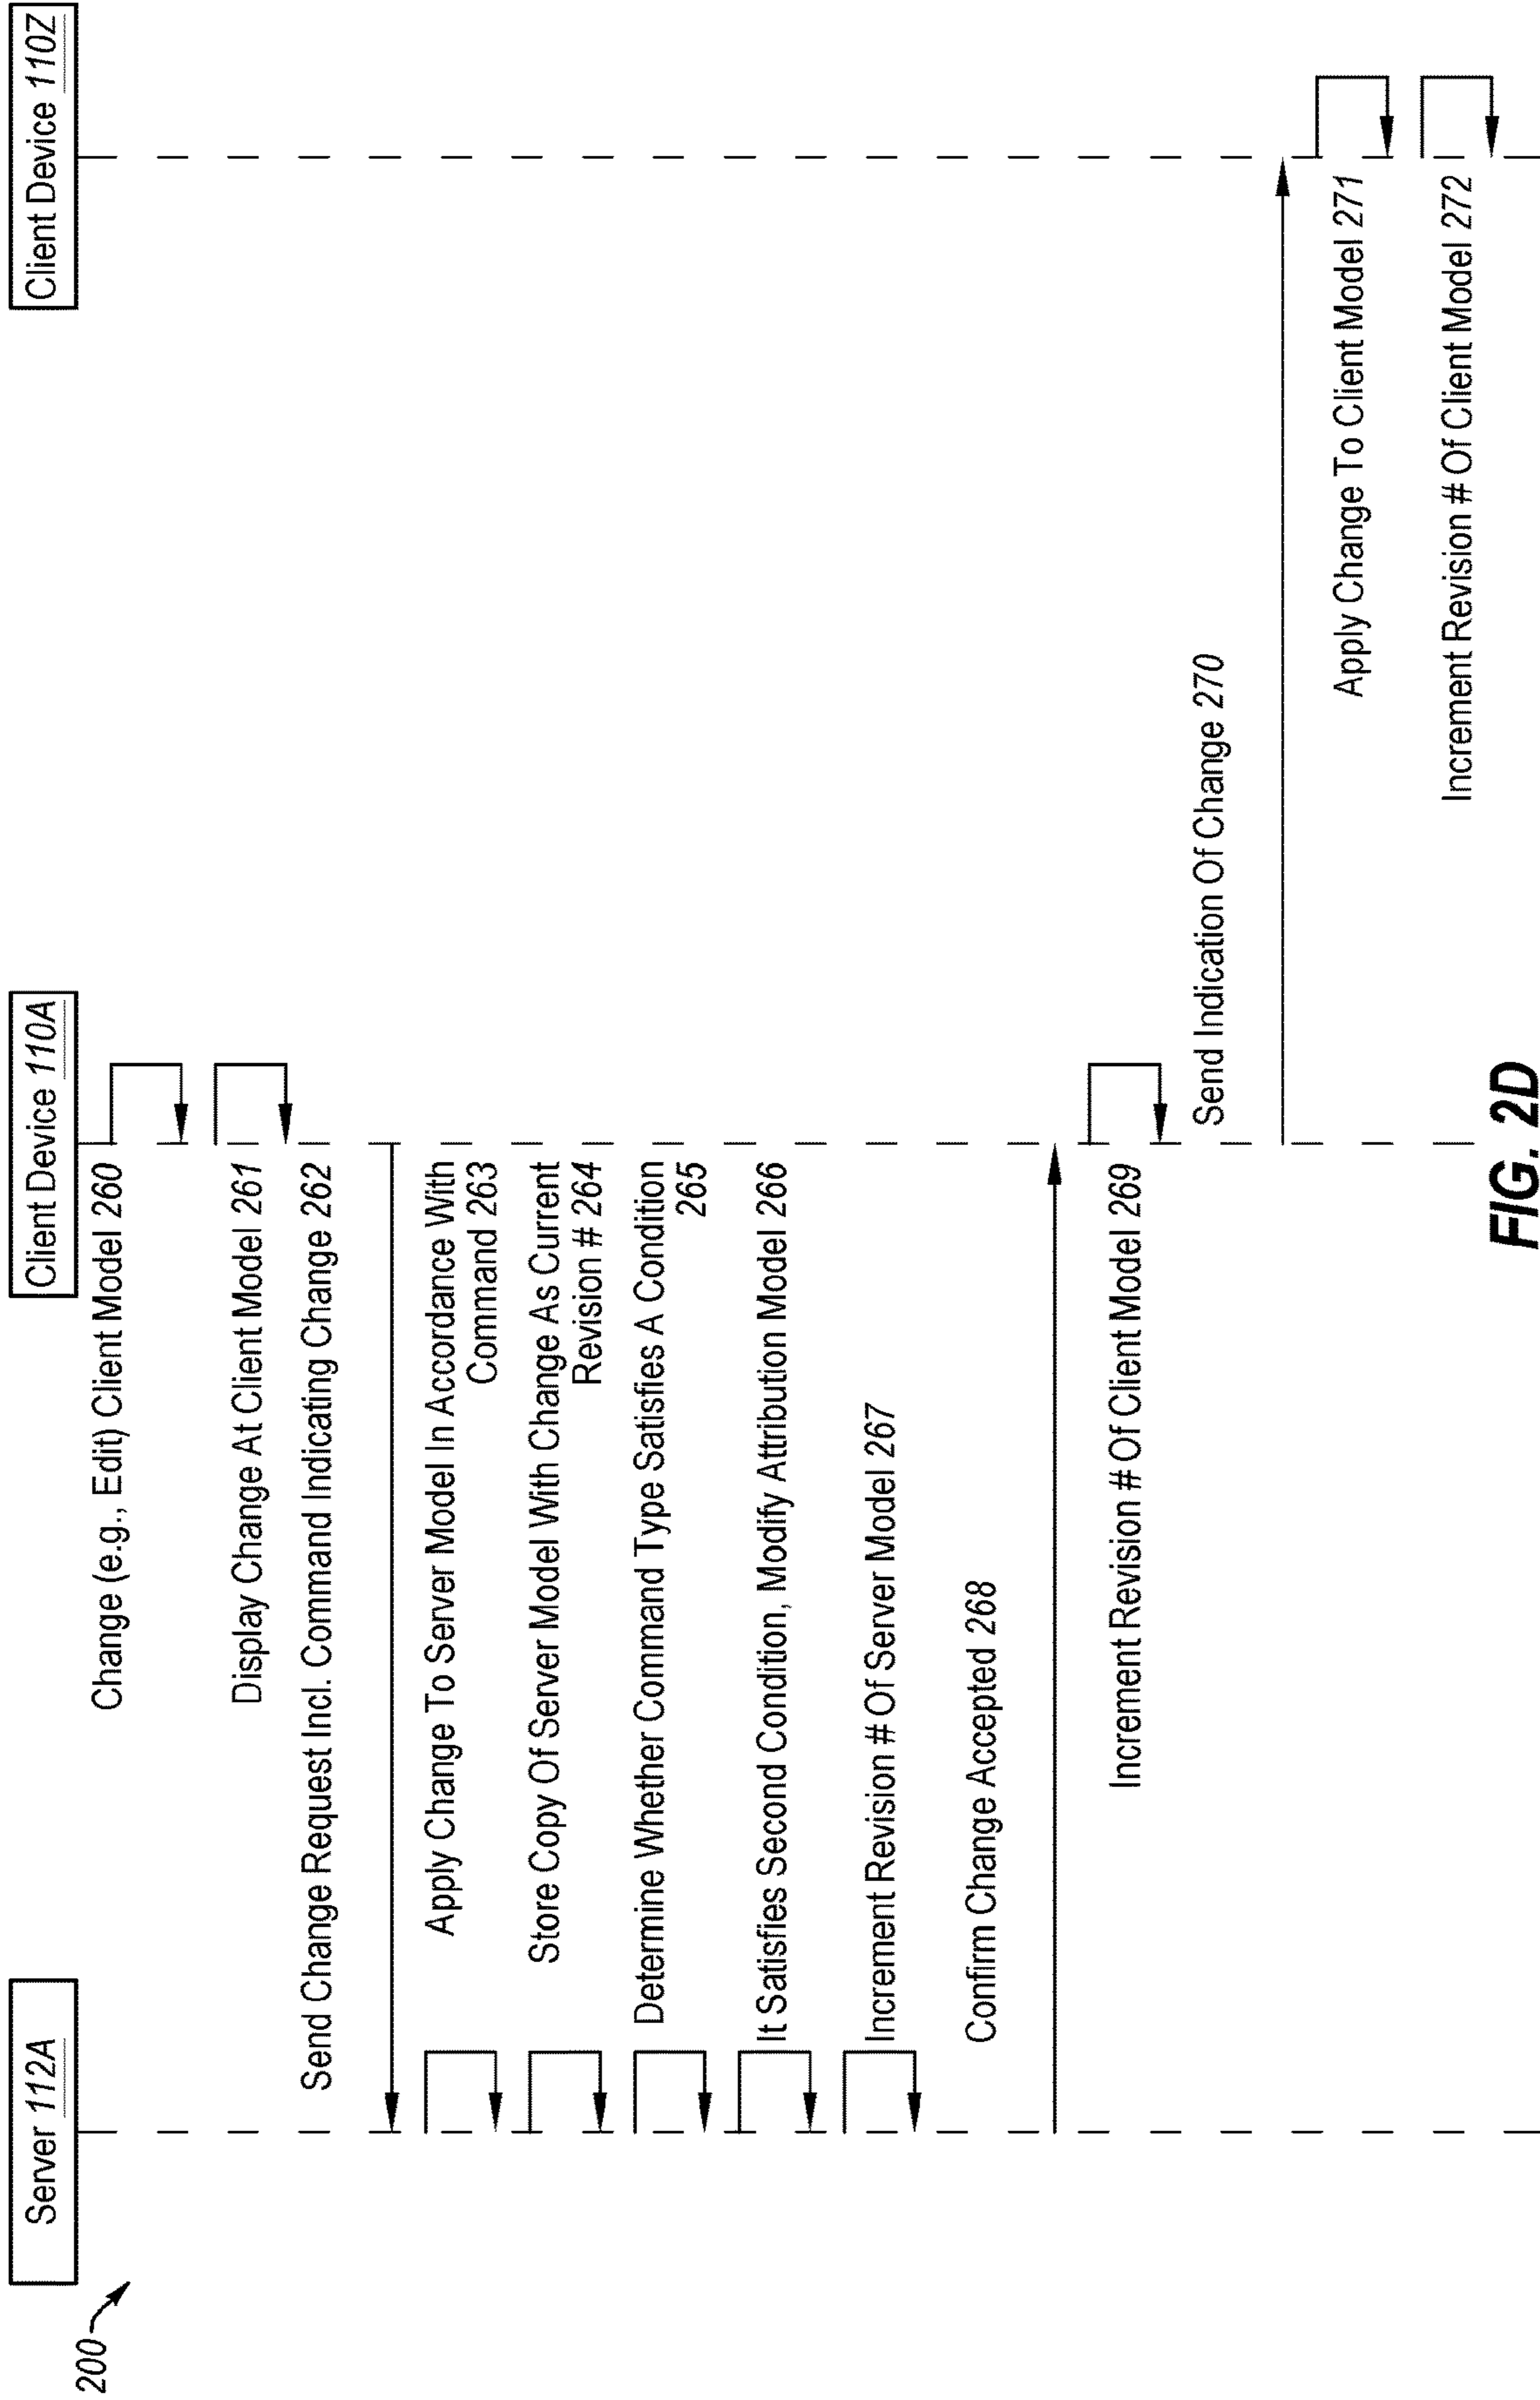 200
Server 112A
Client Device 110A
Client Device 110Z
Change (e.g., Edit) Client Model 260
Display Change At Client Model 261
Send Change Request Incl. Command Indicating Change 262
Apply Change To Server Model In Accordance With
Command 263
Store Copy Of Server Model With Change As Current
Revision # 264
Determine Whether Command Type Satisfies A Condition
265
It Satisfies Second Condition, Modify Attribution Model 266
Increment Revision # Of Server Model 267
Confirm Change Accepted 268
Increment Revision # Of Client Model 269
Send Indication Of Change 270
Apply Change To Client Model 271
Increment Revision # Of Client Model 272
FIG. 2D